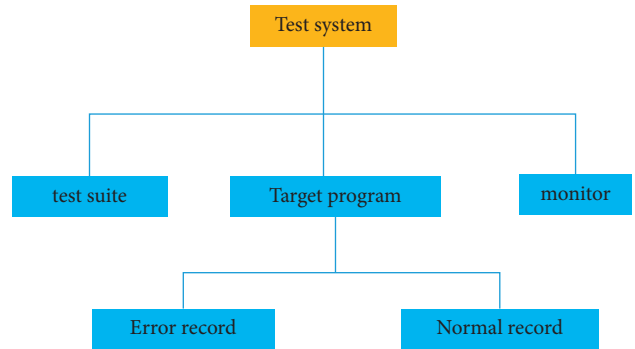 Test system
test suite
Target program
monitor
Error record
Normal record